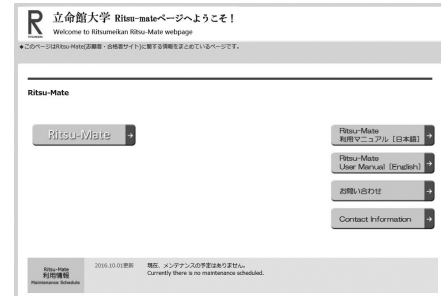 R 立命館大学 Ritsu-mateページへようこそ！
Welcome to Ritsumeikan Ritsu-Mate webpage
◆このページはRitsu-Mate(志願者・合格者サイト)に関する情報をまとめているページです。
Ritsu-Mate
Ritsu-Mate
Ritsu-Mate
利用マニュアル [日本語]
Ritsu-Mate
User Manual [English]
お問い合わせ
Contact Information
Ritsu-Mate
利用情報
Maintenance Schedule
2016.10.01更新
現在、メンテナンスの予定はありません。
Currently there is no maintenance scheduled.